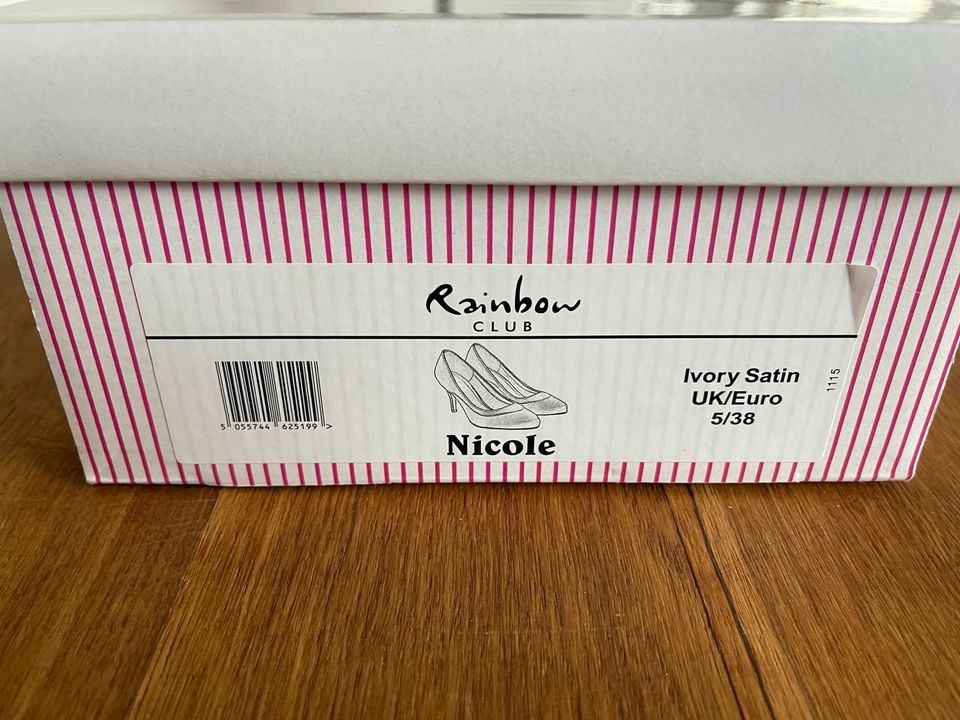 Rainbow
CLUB
5 055744 625199 >
Nicole
Ivory Satin
UK/Euro
5/38
1115